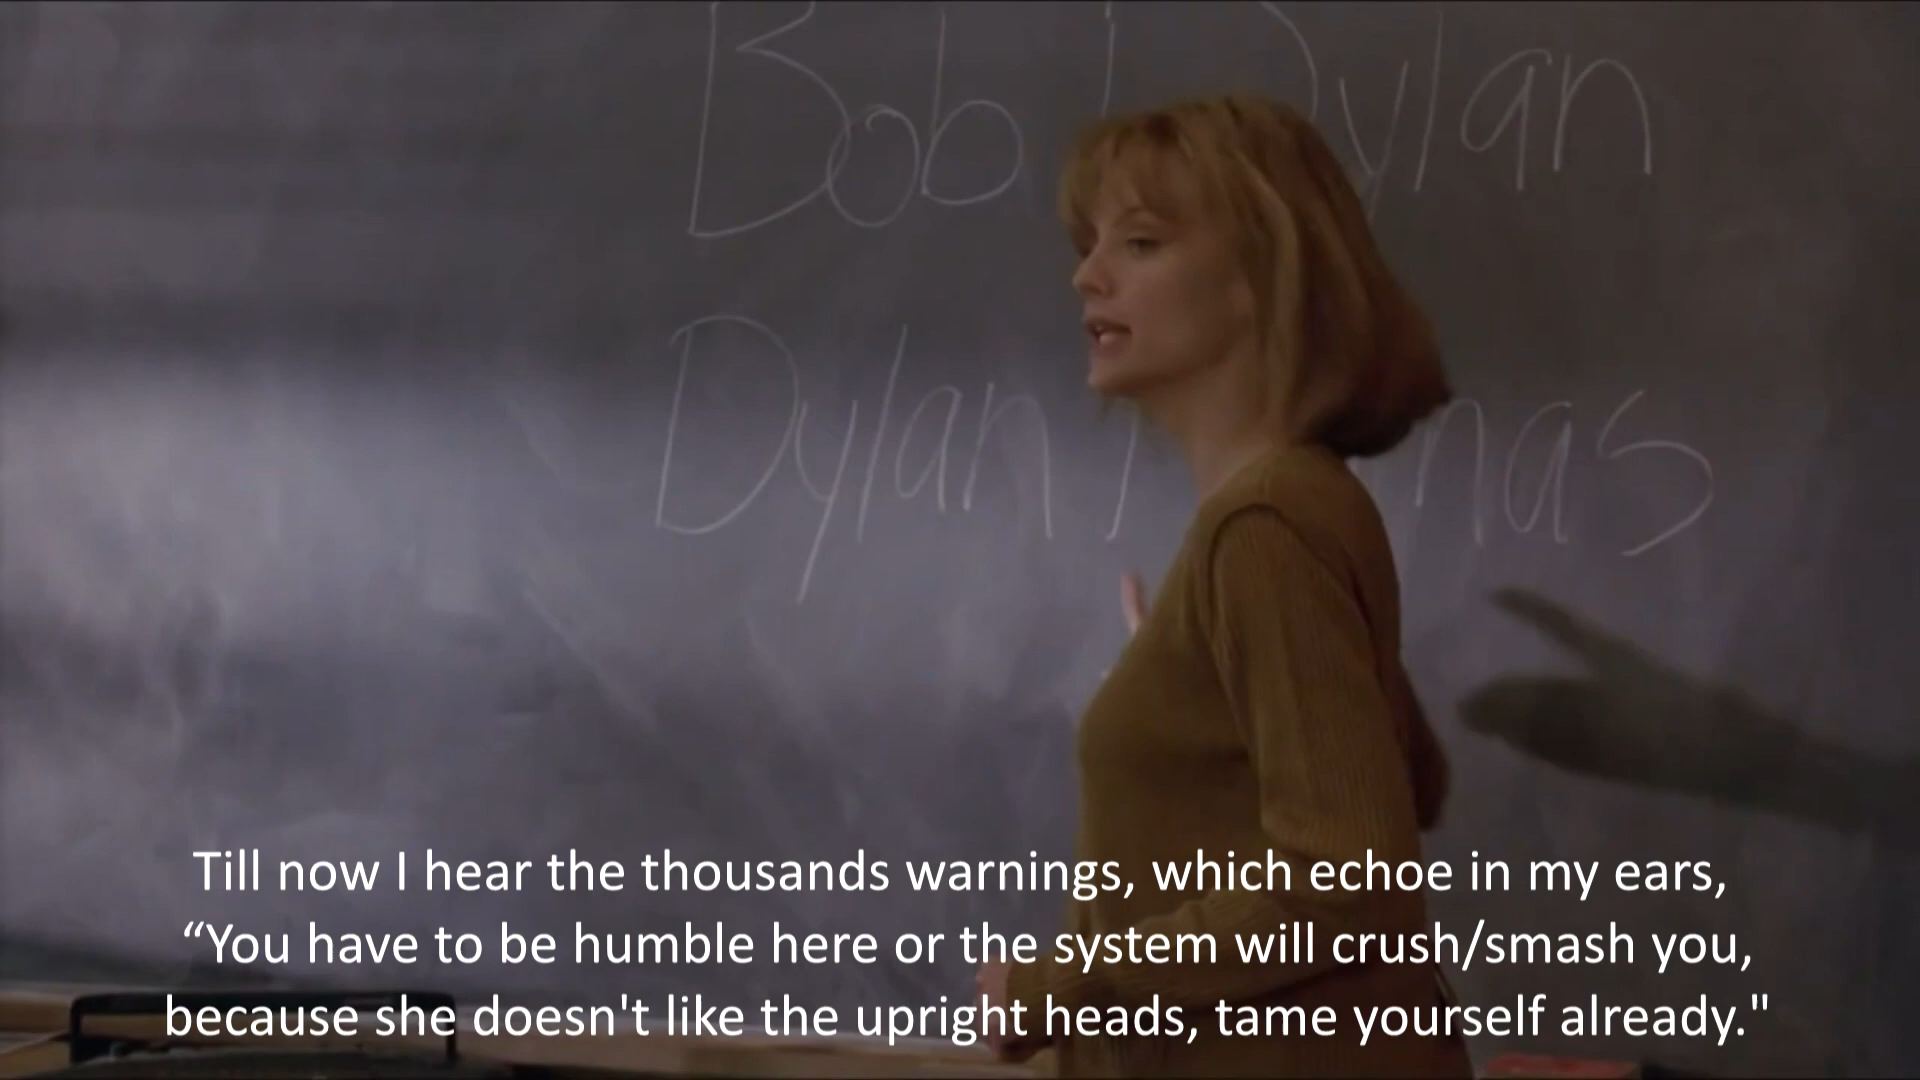 Bob Dylan
Dylan nas
Till now I hear the thousands warnings, which echoe in my ears,
“You have to be humble here or the system will crush/smash you,
because she doesn't like the upright heads, tame yourself already."